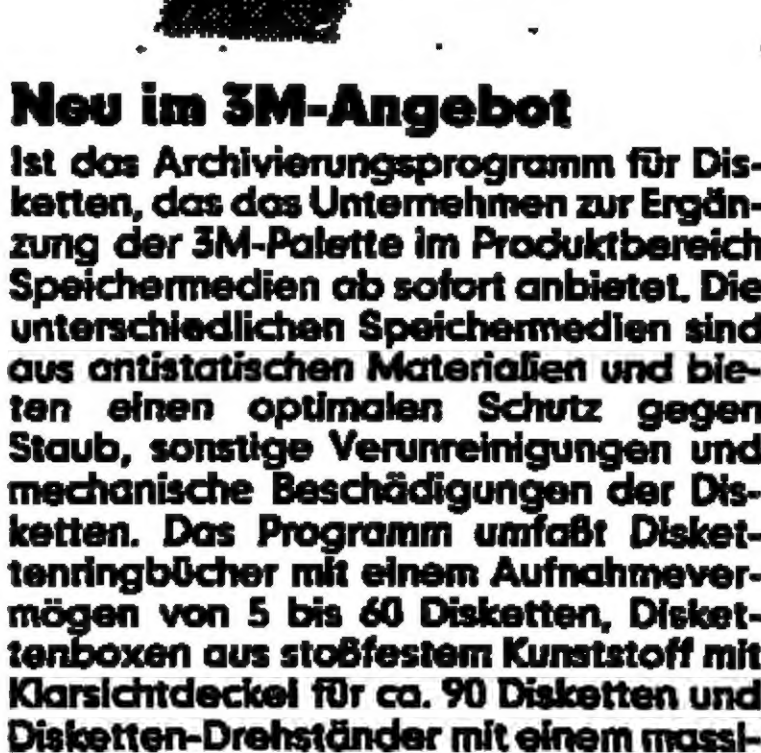 Neu im 3M-Angebot
Ist das Archivierungsprogramm für Dis-
ketten, das das Unternehmen zur Ergän-
zung der 3M-Palette im Produktbereich
Speichermedien ab sofort anbietet. Die
unterschiedlichen Speichermedien sind
aus antistatischen Materialien und bie-
ten einen optimalen Schutz gegen
Staub, sonstige Verunreinigungen und
mechanische Beschädigungen der Dis-
ketten. Das Programm umfaßt Disket-
tenringbücher mit einem Aufnahmever-
mögen von 5 bis 60 Disketten, Disket-
tenboxen aus stoßfestem Kunststoff mit
Klarsichtdeckel für ca. 90 Disketten und
Disketten-Drehständer mit einem massi-